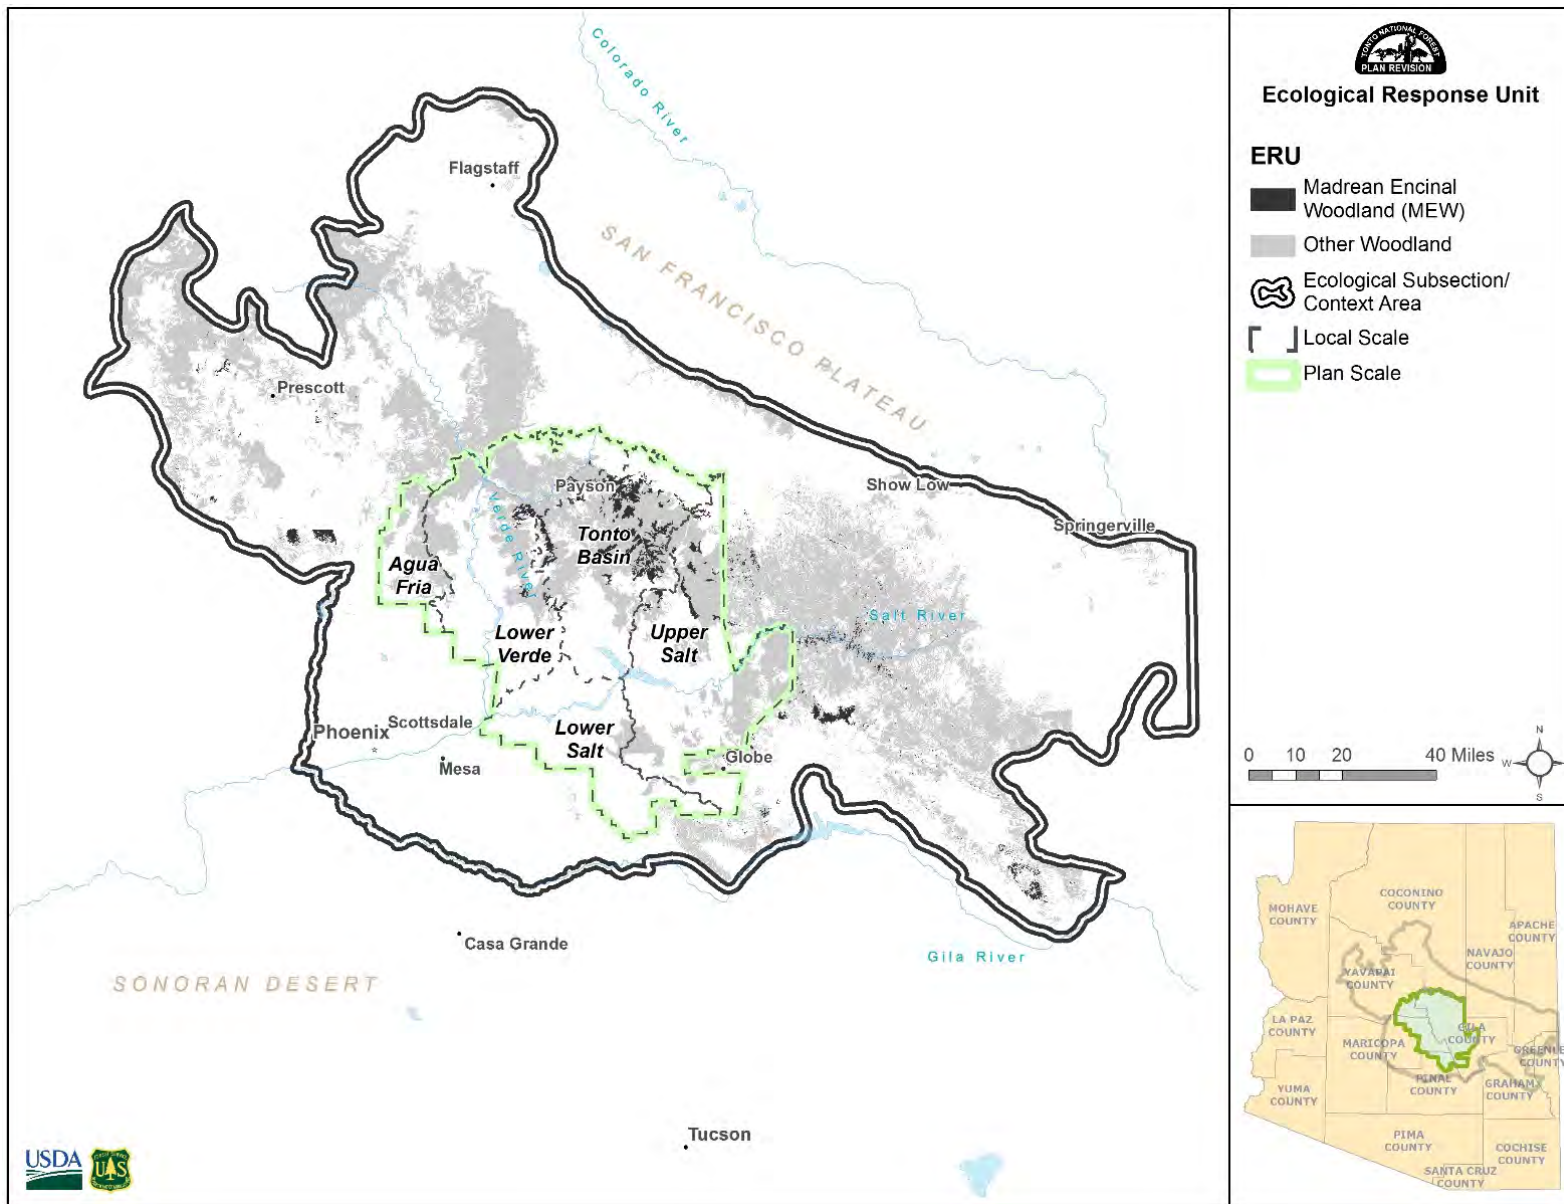 Colorado River
Flagstaff
SAN FRANCISCO PLATEAU
Prescott
Payson
Show Low
Springerville
Verde River
Tonto
Basin
Agua
Fria
Salt River
Lower
Verde
Upper
Salt
Scottsdale
Phoenix
Lower
Salt
Mesa
Globe
Casa Grande
Gila River
SONORAN DESERT
Tucson
USDA
U S
TONTO NATIONAL FOREST
PLAN REVISION
Ecological Response Unit
ERU
Madrean Encinal
Woodland (MEW)
Other Woodland
Ecological Subsection/
Context Area
Local Scale
Plan Scale
N
0 10 20 40 Miles
W E
S
COCONINO
COUNTY
MOHAVE
COUNTY
APACHE
COUNTY
NAVAJO
COUNTY
YAVAPAI
COUNTY
LA PAZ
COUNTY
GILA
COUNTY
MARICOPA
COUNTY
GREENLEE
COUNTY
PINAL
COUNTY
GRAHAM
COUNTY
YUMA
COUNTY
PIMA
COUNTY
COCHISE
COUNTY
SANTA CRUZ
COUNTY